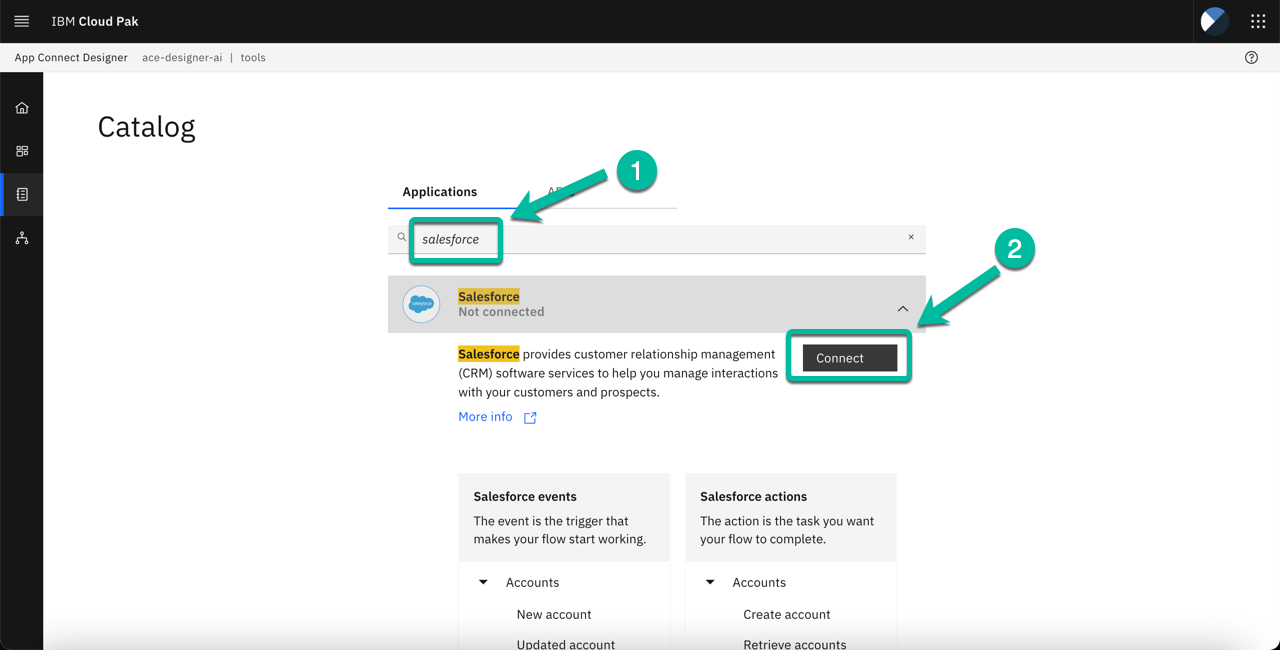 IBM Cloud Pak
App Connect Designer ace-designer-ai | tools
Catalog
1
Applications
salesforce
2
Salesforce
Not connected
Salesforce provides customer relationship management
(CRM) software services to help you manage interactions
with your customers and prospects.
Connect
More info
Salesforce events
The event is the trigger that
makes your flow start working.
Accounts
New account
Updated account
Salesforce actions
The action is the task you want
your flow to complete.
Accounts
Create account
Retrieve accounts